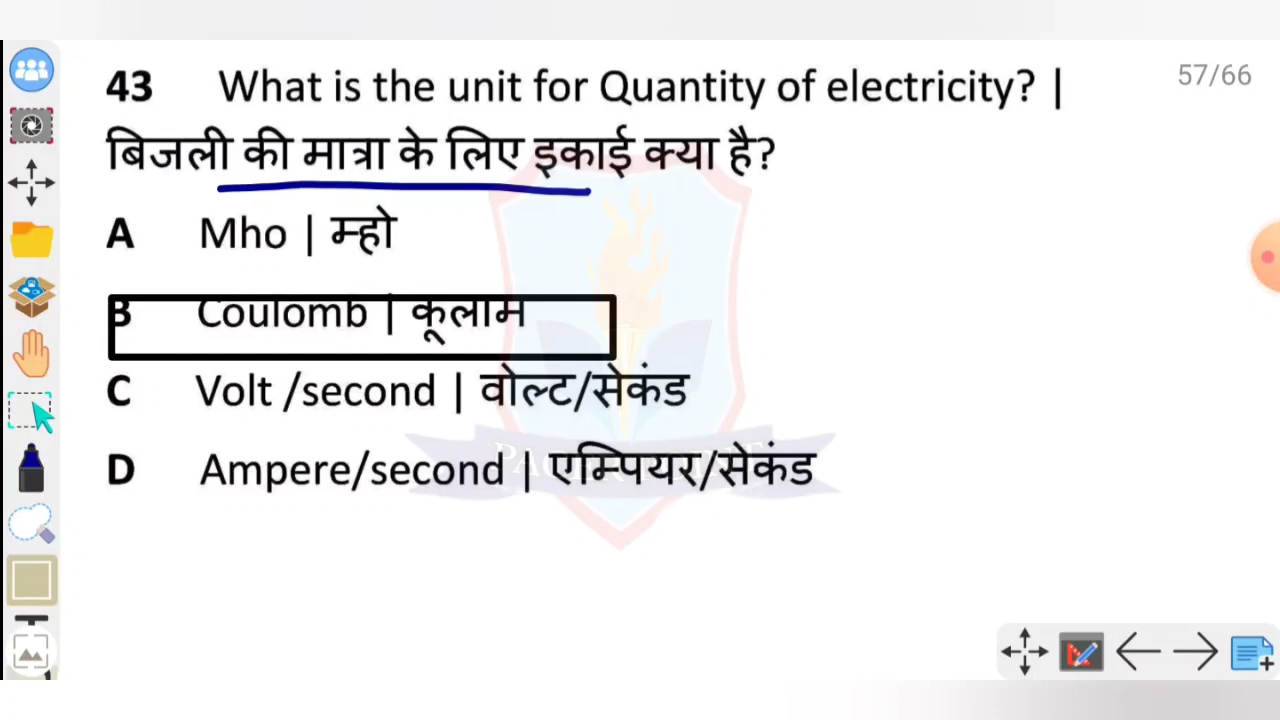 57/66
43 What is the unit for Quantity of electricity? |
बिजली की मात्रा के लिए इकाई क्या है?
A Mho | म्हो
B Coulomb | कूलाम
C Volt /second | वोल्ट/सेकंड
D Ampere/second | एम्पियर/सेकंड